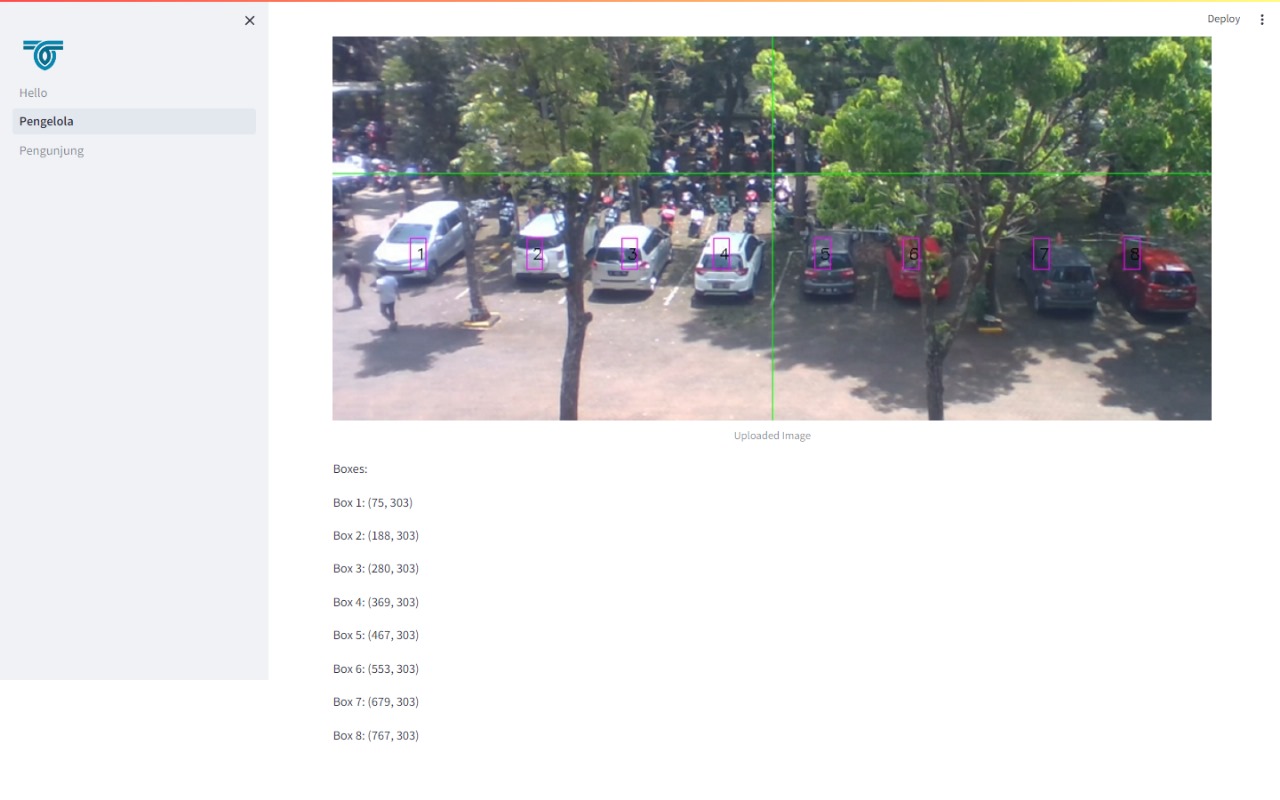 Deploy
Hello
Pengelola
Pengunjung
1
2
3
4
5
6
7
8
Uploaded Image
Boxes:
Box 1: (75, 303)
Box 2: (188, 303)
Box 3: (280, 303)
Box 4: (369, 303)
Box 5: (467, 303)
Box 6: (553, 303)
Box 7: (679, 303)
Box 8: (767, 303)